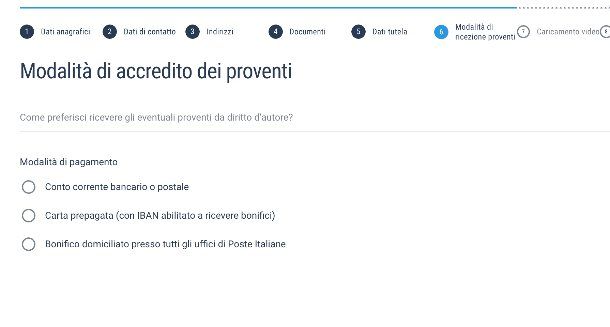 1 Dati anagrafici 2 Dati di contatto 3 Indirizzi 4 Documenti 5 Dati tutela 6 Modalità di
ricezione proventi 7 Caricamento video 8
Modalità di accredito dei proventi
Come preferisci ricevere gli eventuali proventi da diritto d'autore?
Modalità di pagamento
Conto corrente bancario o postale
Carta prepagata (con IBAN abilitato a ricevere bonifici)
Bonifico domiciliato presso tutti gli uffici di Poste Italiane